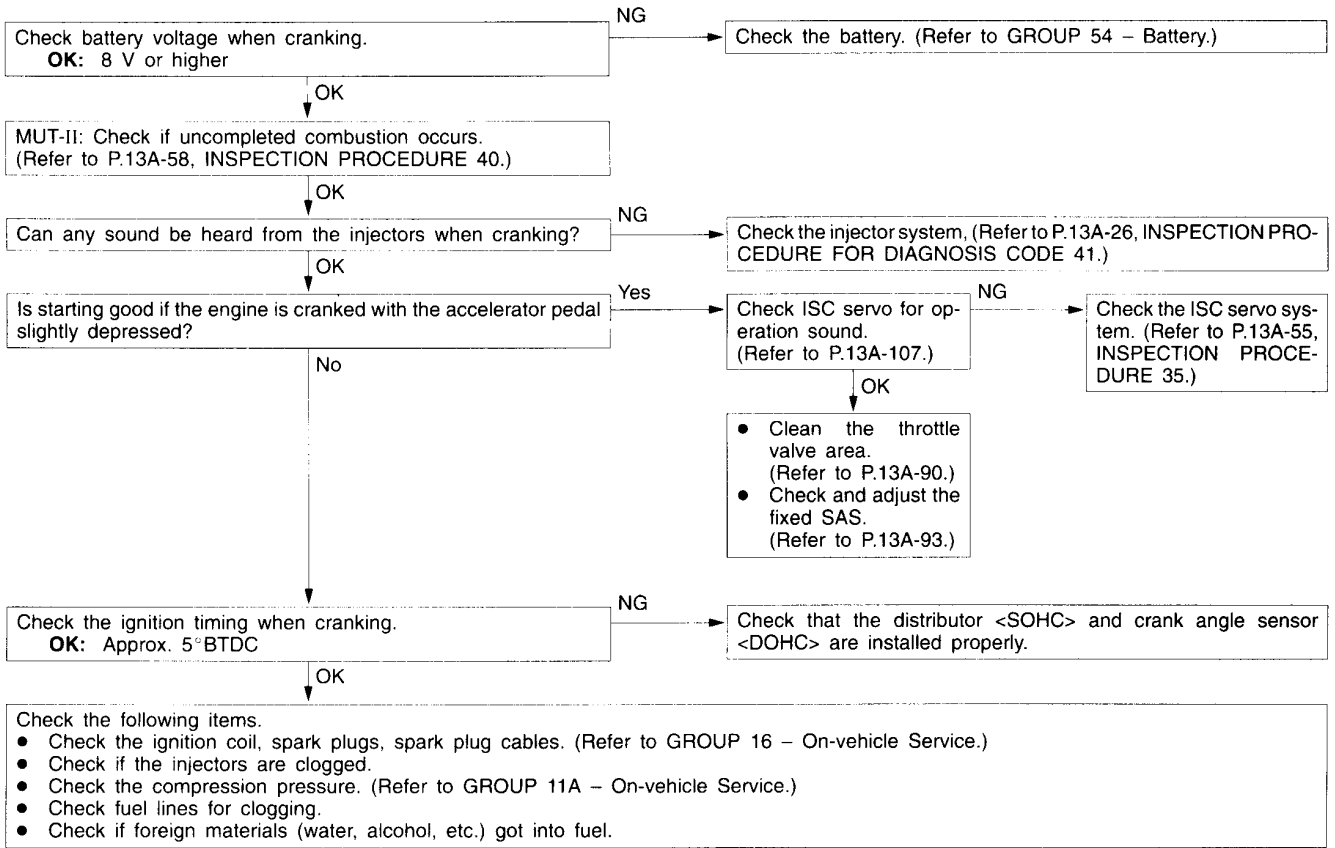 Check battery voltage when cranking.
OK: 8 V or higher
NG
Check the battery. (Refer to GROUP 54 – Battery.)
OK
MUT-II: Check if uncompleted combustion occurs.
(Refer to P.13A-58, INSPECTION PROCEDURE 40.)
OK
Can any sound be heard from the injectors when cranking?
NG
Check the injector system, (Refer to P.13A-26, INSPECTION PRO-
CEDURE FOR DIAGNOSIS CODE 41.)
OK
Is starting good if the engine is cranked with the accelerator pedal
slightly depressed?
Yes
Check ISC servo for op-
eration sound.
(Refer to P.13A-107.)
NG
Check the ISC servo sys-
tem. (Refer to P.13A-55,
INSPECTION PROCE-
DURE 35.)
OK
● Clean the throttle
valve area.
(Refer to P.13A-90.)
● Check and adjust the
fixed SAS.
(Refer to P.13A-93.)
No
Check the ignition timing when cranking.
OK: Approx. 5°BTDC
NG
Check that the distributor <SOHC> and crank angle sensor
<DOHC> are installed properly.
OK
Check the following items.
● Check the ignition coil, spark plugs, spark plug cables. (Refer to GROUP 16 – On-vehicle Service.)
● Check if the injectors are clogged.
● Check the compression pressure. (Refer to GROUP 11A – On-vehicle Service.)
● Check fuel lines for clogging.
● Check if foreign materials (water, alcohol, etc.) got into fuel.